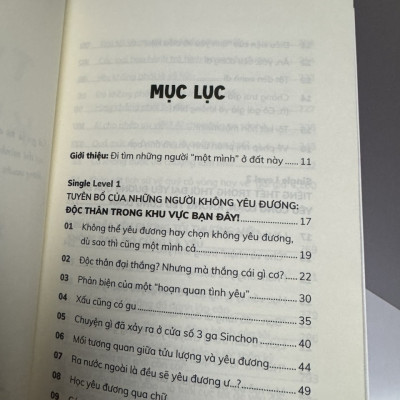 MỤC LỤC
Giới thiệu: Đi tìm những người "một mình" ở đất này ...... 11
Single Level 1
TUYÊN BỐ CỦA NHỮNG NGƯỜI KHÔNG YÊU ĐƯƠNG:
ĐỘC THÂN TRONG KHU VỰC BẠN ĐÂY! ........ 17
01 Không thể yêu đương hay chọn không yêu đương,
dù sao thì cũng một mình cả ........ 19
02 Độc thân đại thắng? Nhưng mà thắng cái gì cơ? ....... 22
03 Phản biện của một "hoạn quan tình yêu" ........ 30
04 Xấu cũng có gu ........ 35
05 Chuyện gì đã xảy ra ở cửa số 3 ga Sinchon ........ 40
06 Mối tương quan giữa tửu lượng và yêu đương ........ 44
07 Ra nước ngoài là đều sẽ yêu đương ư...? ........ 49
08 Học yêu đương qua chữ
09